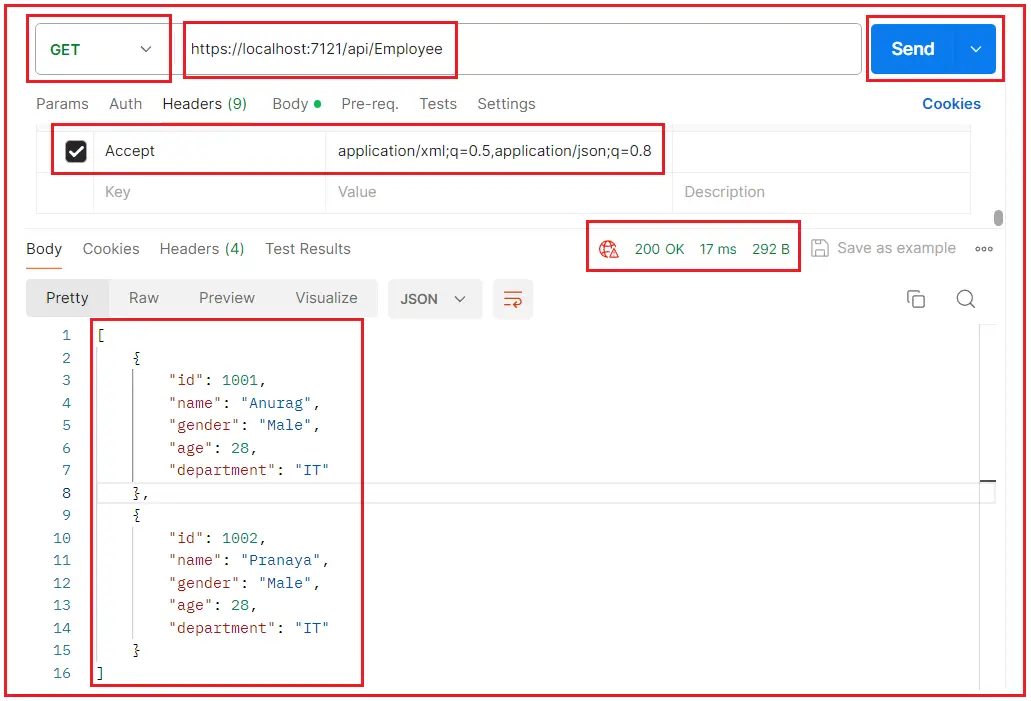 GET https://localhost:7121/api/Employee Send
Params Auth Headers (9) Body Pre-req. Tests Settings Cookies
Accept application/xml;q=0.5,application/json;q=0.8
Key Value Description
Body Cookies Headers (4) Test Results 200 OK 17 ms 292 B Save as example
Pretty Raw Preview Visualize JSON
1 [
2 {
3 "id": 1001,
4 "name": "Anurag",
5 "gender": "Male",
6 "age": 28,
7 "department": "IT"
8 },
9 {
10 "id": 1002,
11 "name": "Pranaya",
12 "gender": "Male",
13 "age": 28,
14 "department": "IT"
15 }
16 ]